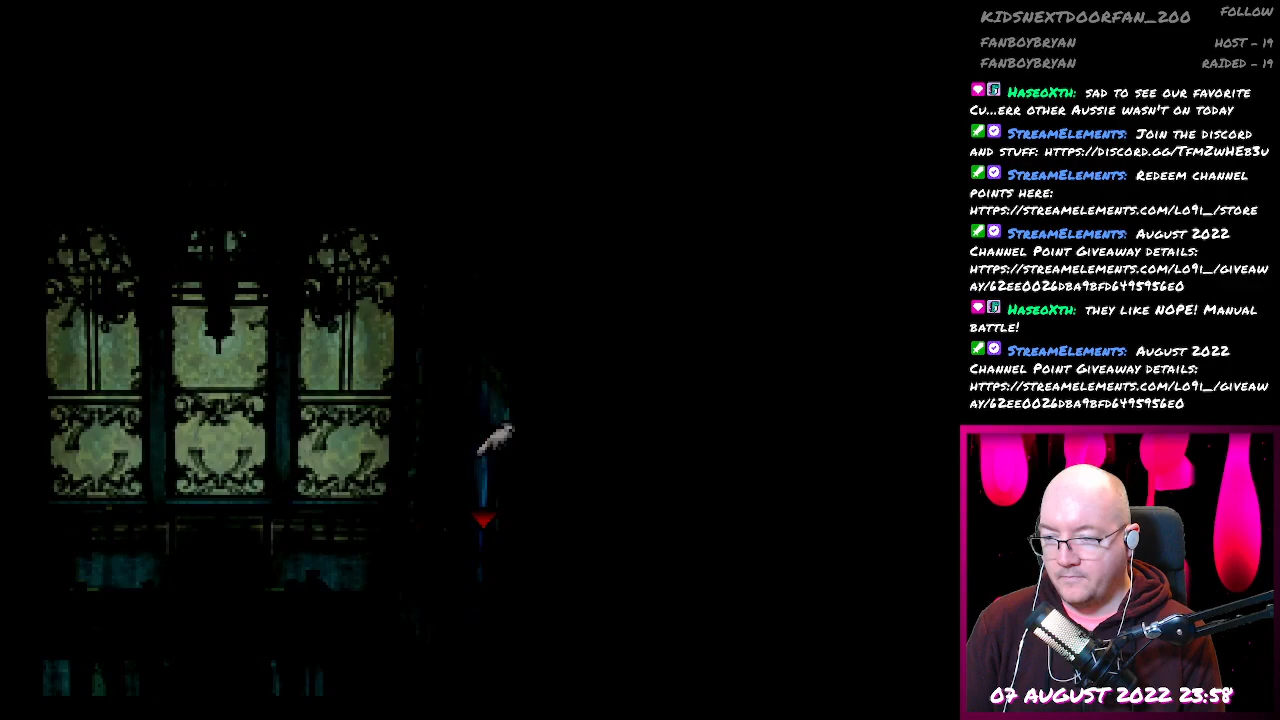 KIDSNEXTDOORFAN_200 FOLLOW
FANBOYBRYAN HOST - 19
FANBOYBRYAN RAIDED - 19
HaseoXth: sad to see our favorite
Cu...err other Aussie wasn't on today
StreamElements: Join the discord
and stuff: https://discord.gg/TfmZwHEb3u
StreamElements: Redeem channel
points here:
https://streamelements.com/lo9i_/store
StreamElements: August 2022
Channel Point Giveaway details:
https://streamelements.com/lo9i_/giveaw
ay/62ee0026dba9bfd6495956e0
HaseoXth: they like NOPE! Manual
battle!
StreamElements: August 2022
Channel Point Giveaway details:
https://streamelements.com/lo9i_/giveaw
ay/62ee0026dba9bfd6495956e0
07 AUGUST 2022 23:58